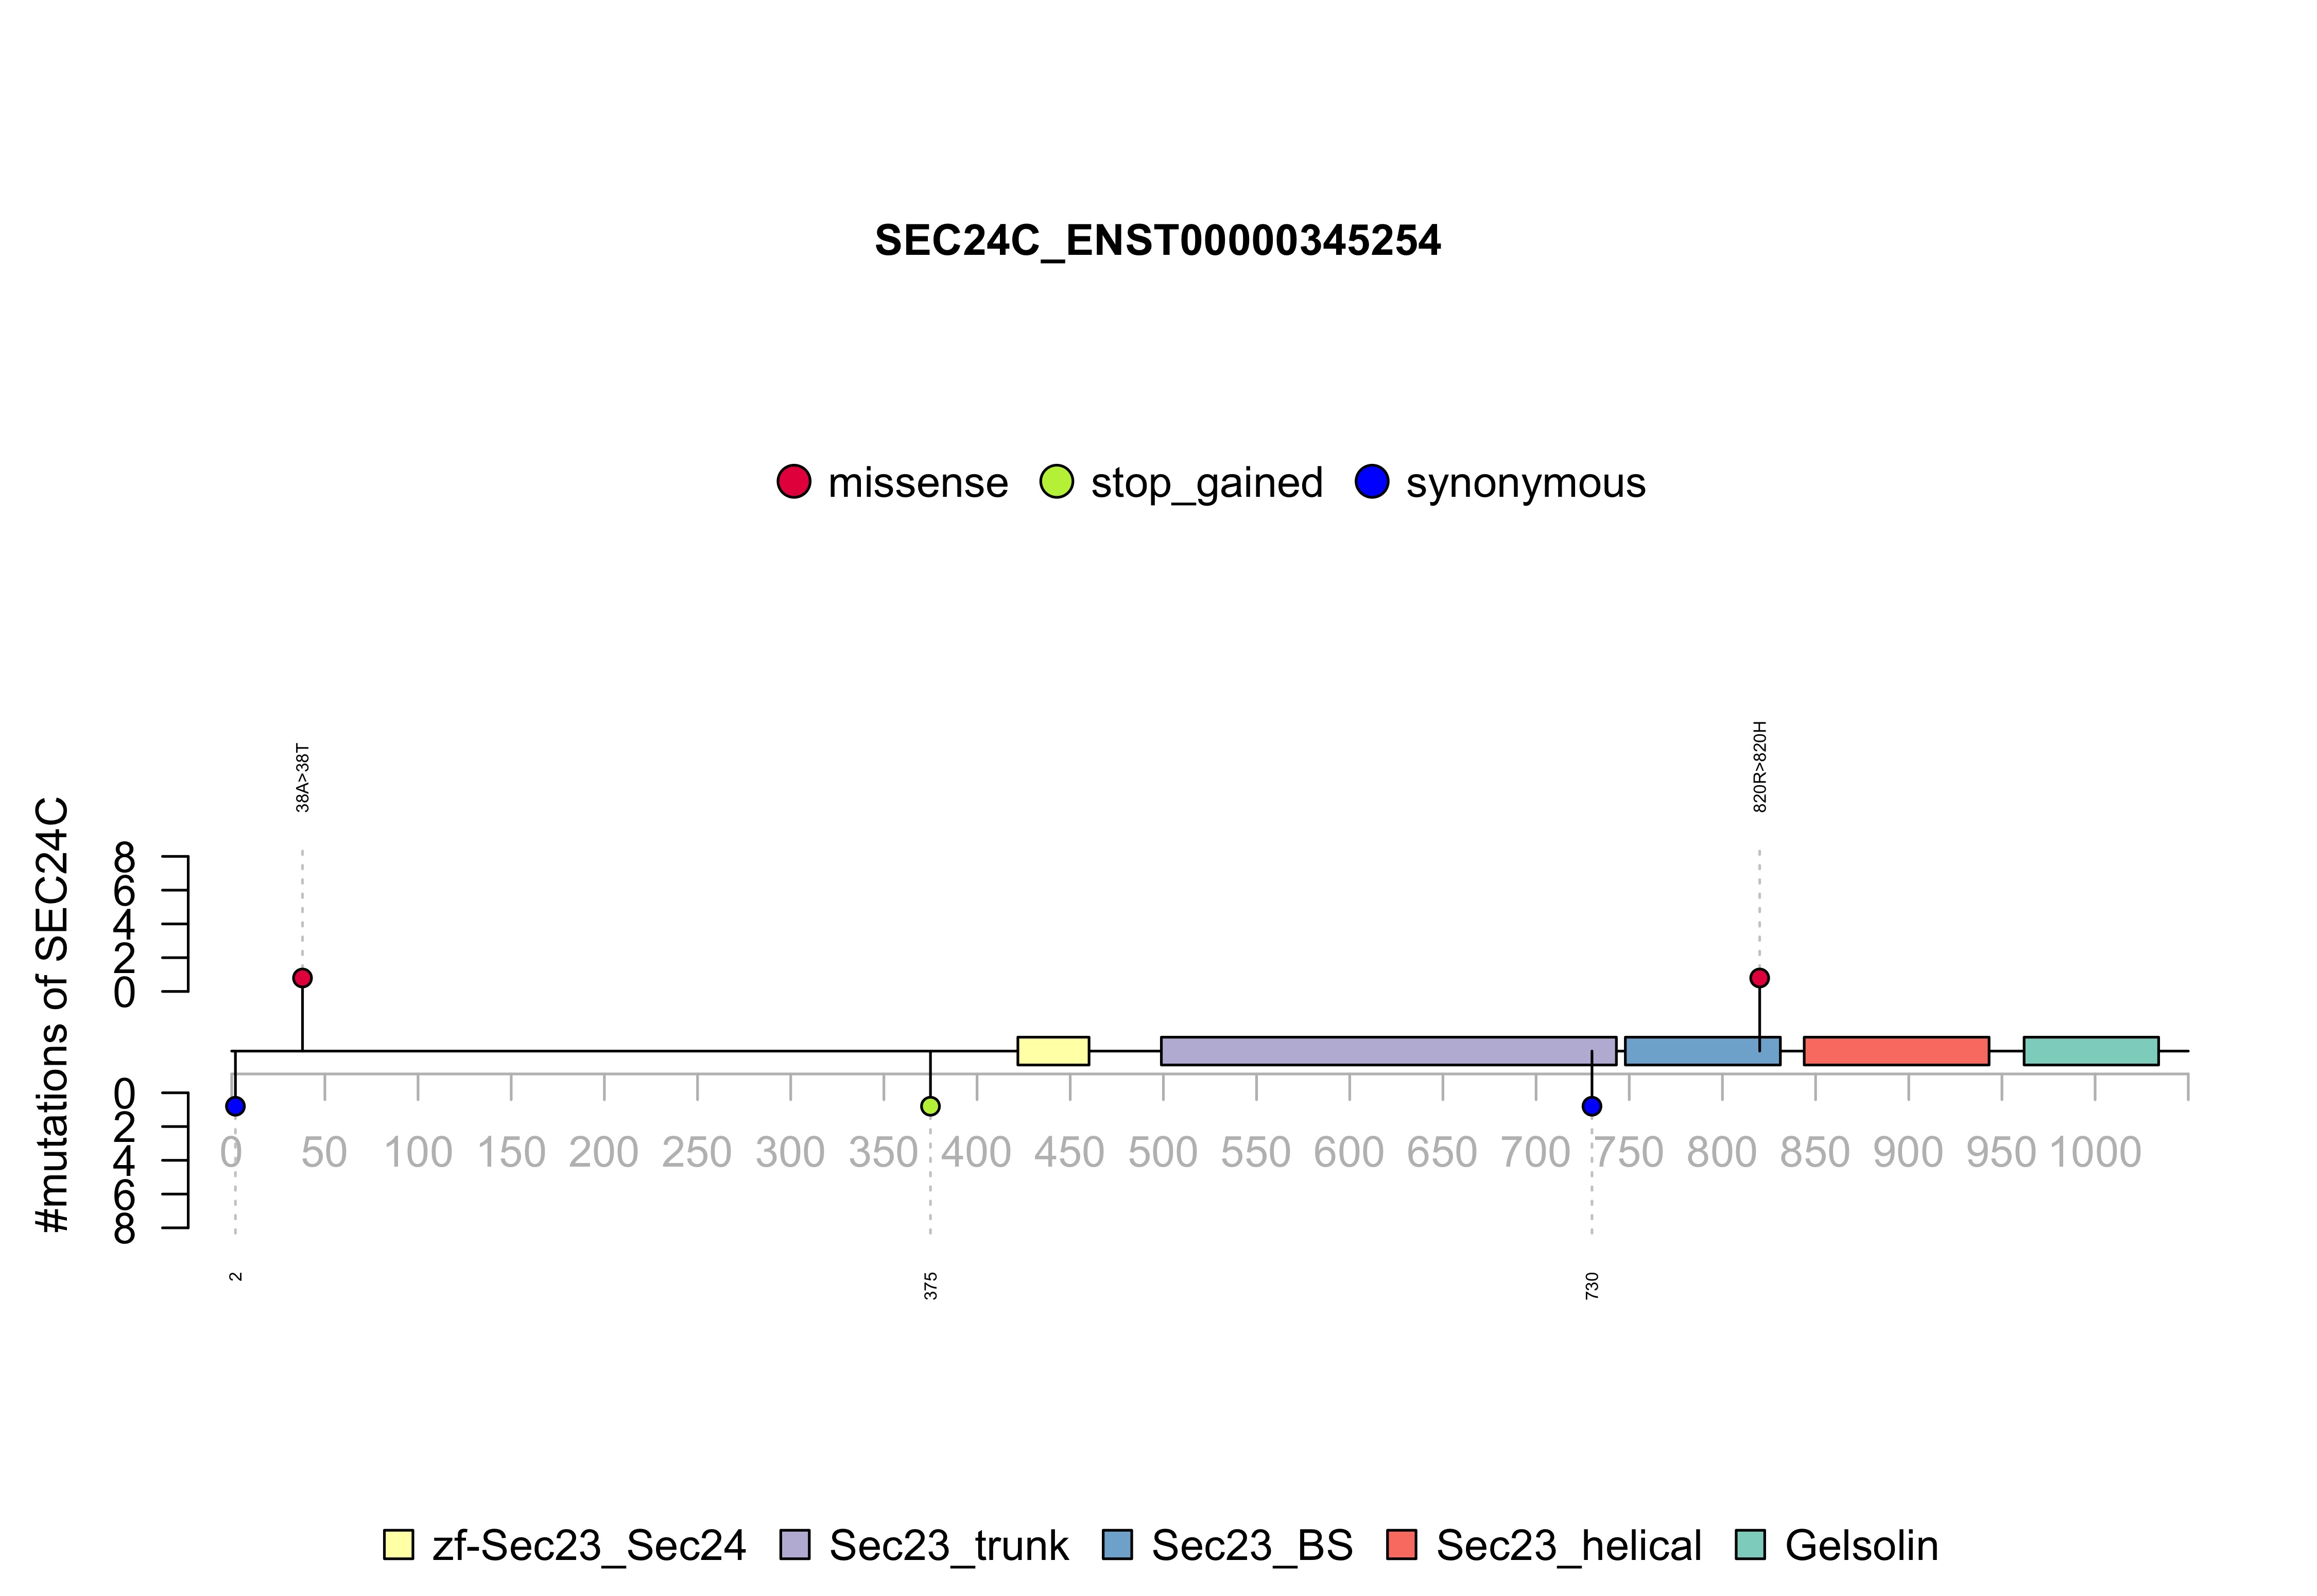 SEC24C_ENST00000345254
missense stop_gained synonymous
38A>38T 820R>820H
#mutations of SEC24C
8
6
4
2
0
0
2
4
6
8
0 50 100 150 200 250 300 350 400 450 500 550 600 650 700 750 800 850 900 950 1000
2 375 730
zf-Sec23_Sec24 Sec23_trunk Sec23_BS Sec23_helical Gelsolin